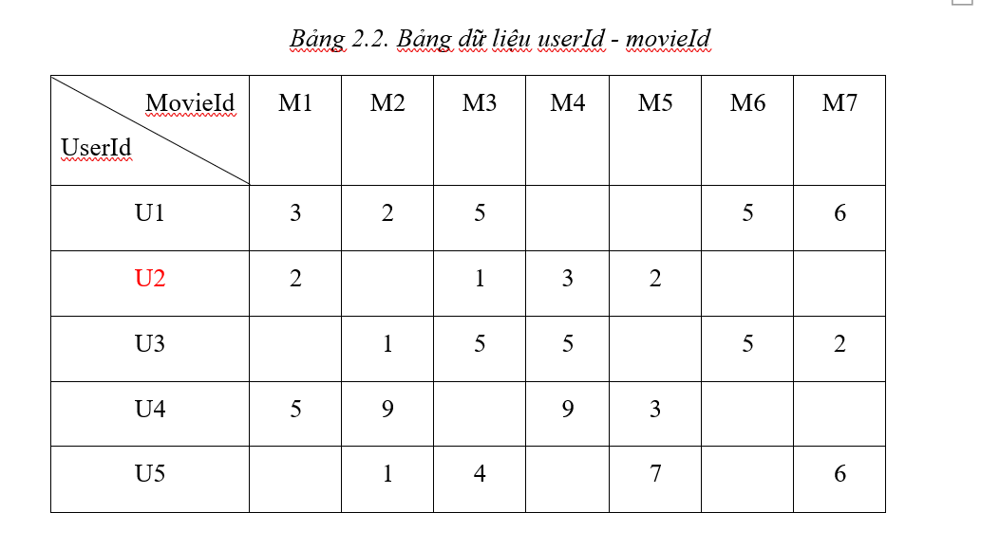 Bảng 2.2. Bảng dữ liệu userId - movieId
MovieId M1 M2 M3 M4 M5 M6 M7
UserId
U1 3 2 5 5 6
U2 2 1 3 2
U3 1 5 5 5 2
U4 5 9 9 3
U5 1 4 7 6